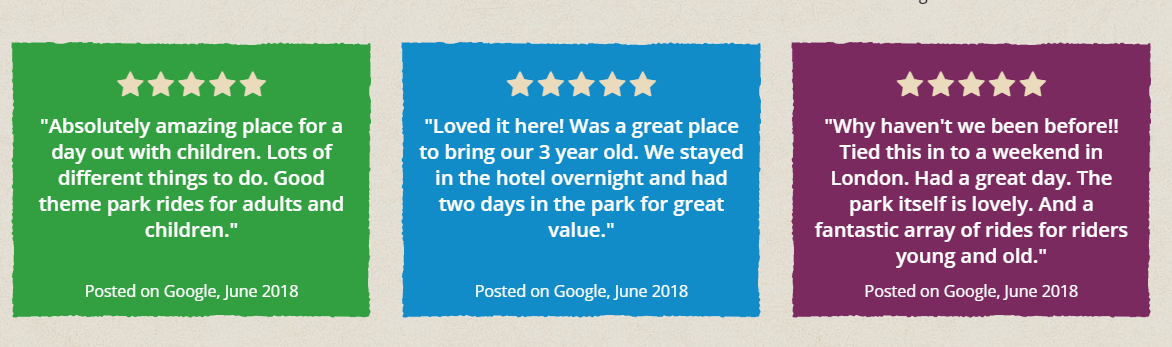 "Absolutely amazing place for a
day out with children. Lots of
different things to do. Good
theme park rides for adults and
children."
Posted on Google, June 2018
"Loved it here! Was a great place
to bring our 3 year old. We stayed
in the hotel overnight and had
two days in the park for great
value."
Posted on Google, June 2018
"Why haven't we been before!!
Tied this in to a weekend in
London. Had a great day. The
park itself is lovely. And a
fantastic array of rides for riders
young and old."
Posted on Google, June 2018